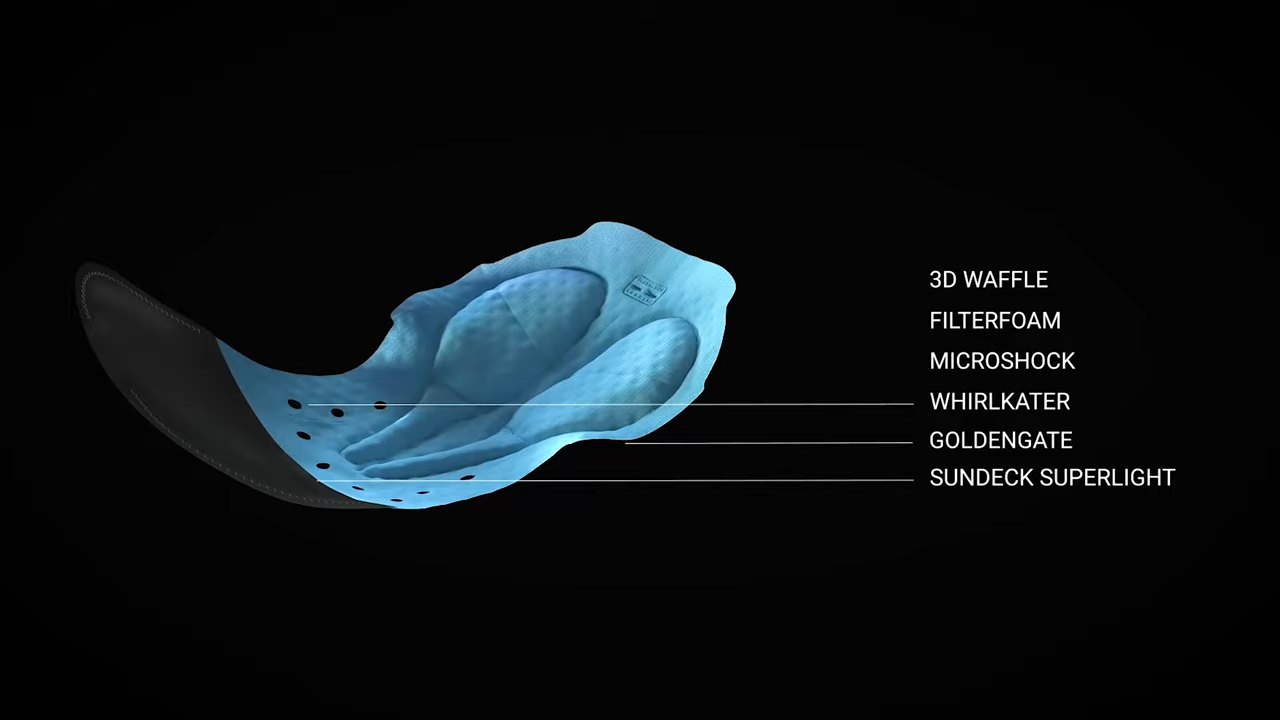 3D WAFFLE
FILTERFOAM
MICROSHOCK
WHIRLKATER
GOLDENGATE
SUNDECK SUPERLIGHT